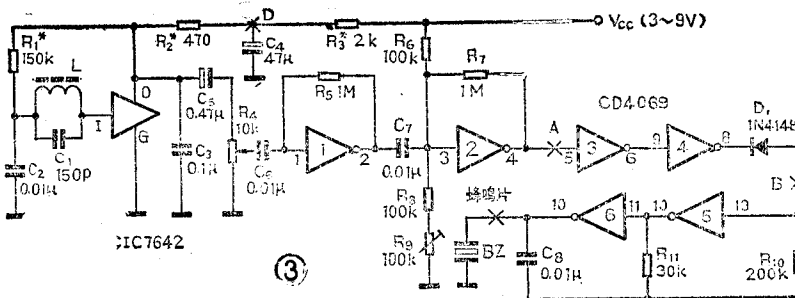 R1* 150k
L
I
O
G
C1 150p
C2 0.01μ
R2* 470
D
C4 47μ
R3* 2k
VCC (3~9V)
R6 100k
R7 1M
R5 1M
C5 0.47μ
R4 10k
C3 0.1μ
C6 0.01μ
1
1
2
C7 0.01μ
3
2
4
A
CD4069
5
3
6
9
4
8
D1 1N4148
B
R8 100k
R9 100k
蜂鸣片
BZ
10
6
11
10
5
13
C8 0.01μ
R11 30k
R10 200k
CIC7642
③